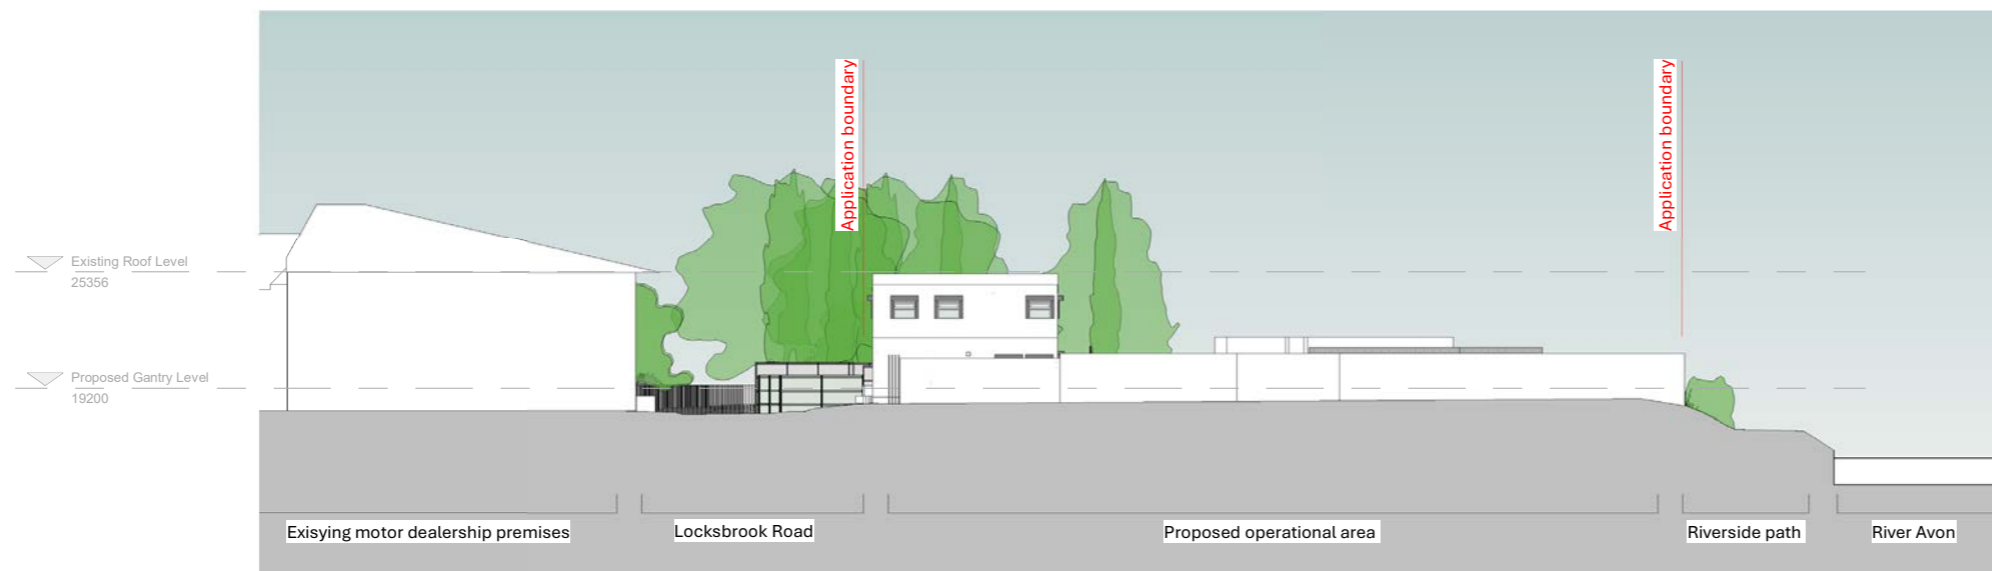 Application boundary
Application boundary
Existing Roof Level
25356
Proposed Gantry Level
19200
Exisying motor dealership premises
Locksbrook Road
Proposed operational area
Riverside path
River Avon